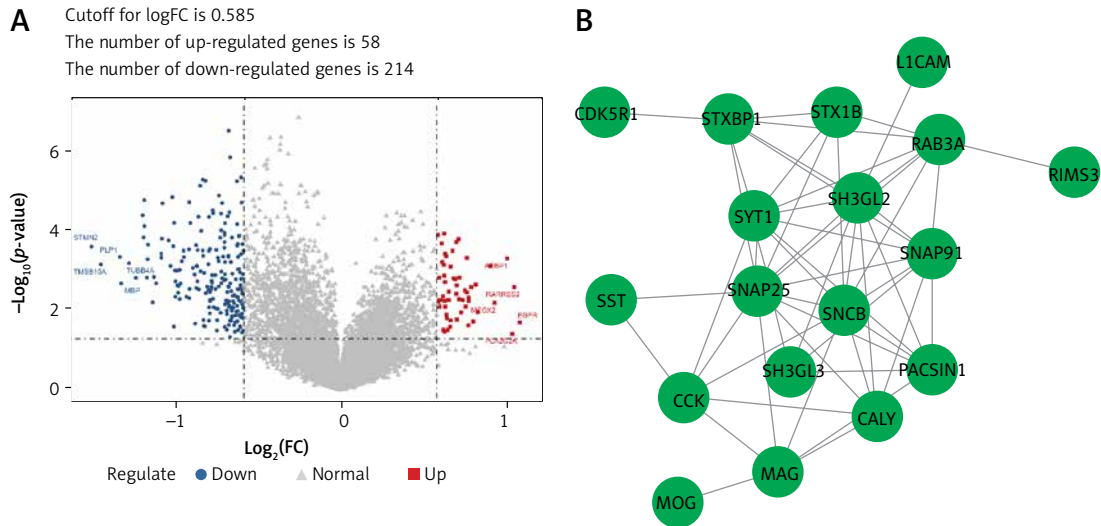 A
Cutoff for logFC is 0.585
The number of up-regulated genes is 58
The number of down-regulated genes is 214
–Log10(p-value)
6
4
2
0
STMN2
PLP1
TMSB15A
TUBB4A
MBP
RARRES2
–1
0
1
Log2(FC)
Regulate Down Normal Up
B
L1CAM
CDK5R1
STXBP1
STX1B
RAB3A
RIMS3
SH3GL2
SYT1
SNAP91
SNAP25
SST
SNCB
SH3GL3
PACSIN1
CCK
CALY
MAG
MOG